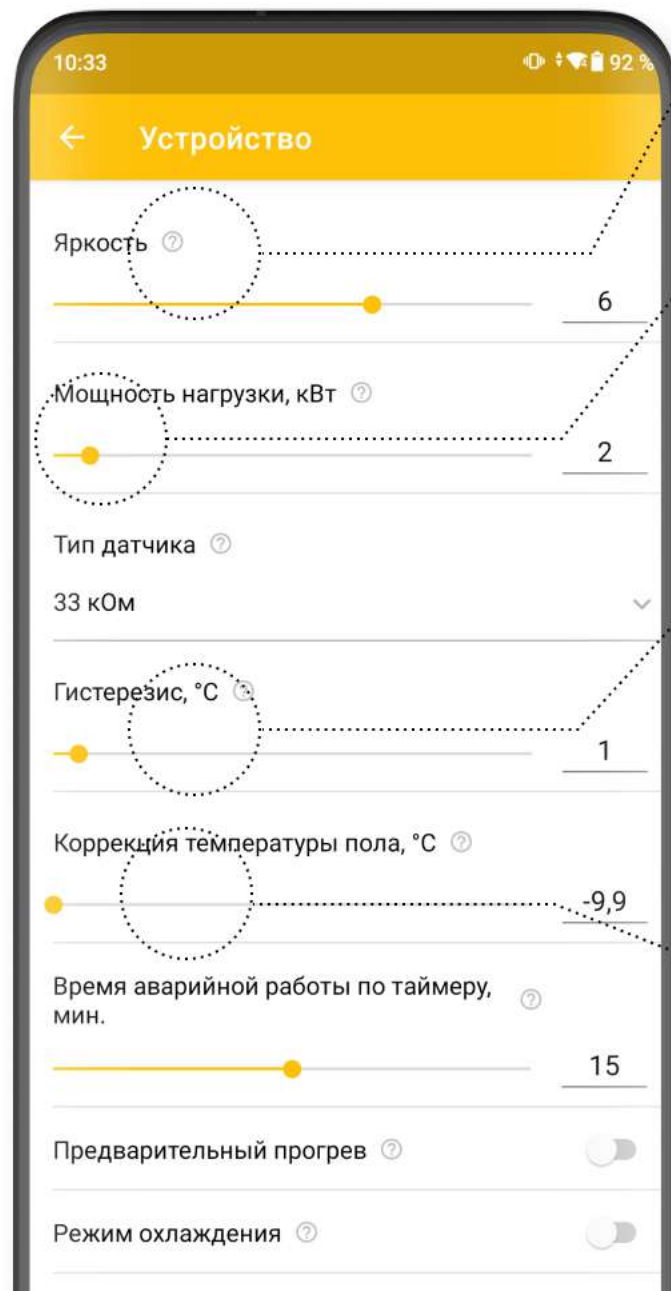 10:33
92 %
Устройство
Яркость
6
Мощность нагрузки, кВт
2
Тип датчика
33 кОм
Гистерезис, °C
1
Коррекция температуры пола, °C
-9,9
Время аварийной работы по таймеру,
мин.
15
Предварительный прогрев
Режим охлаждения